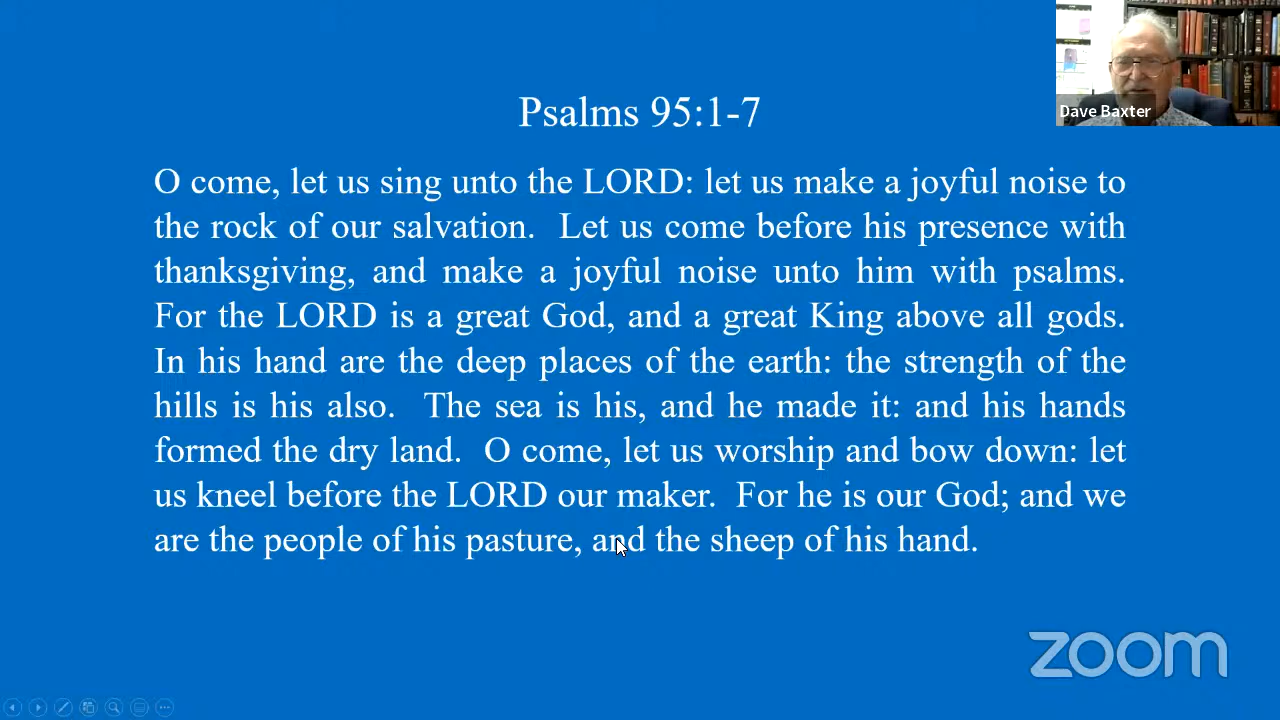 Psalms 95:1-7
Dave Baxter
O come, let us sing unto the LORD: let us make a joyful noise to
the rock of our salvation.  Let us come before his presence with
thanksgiving, and make a joyful noise unto him with psalms.
For the LORD is a great God, and a great King above all gods.
In his hand are the deep places of the earth: the strength of the
hills is his also.  The sea is his, and he made it: and his hands
formed the dry land.  O come, let us worship and bow down: let
us kneel before the LORD our maker.  For he is our God; and we
are the people of his pasture, and the sheep of his hand.
zoom